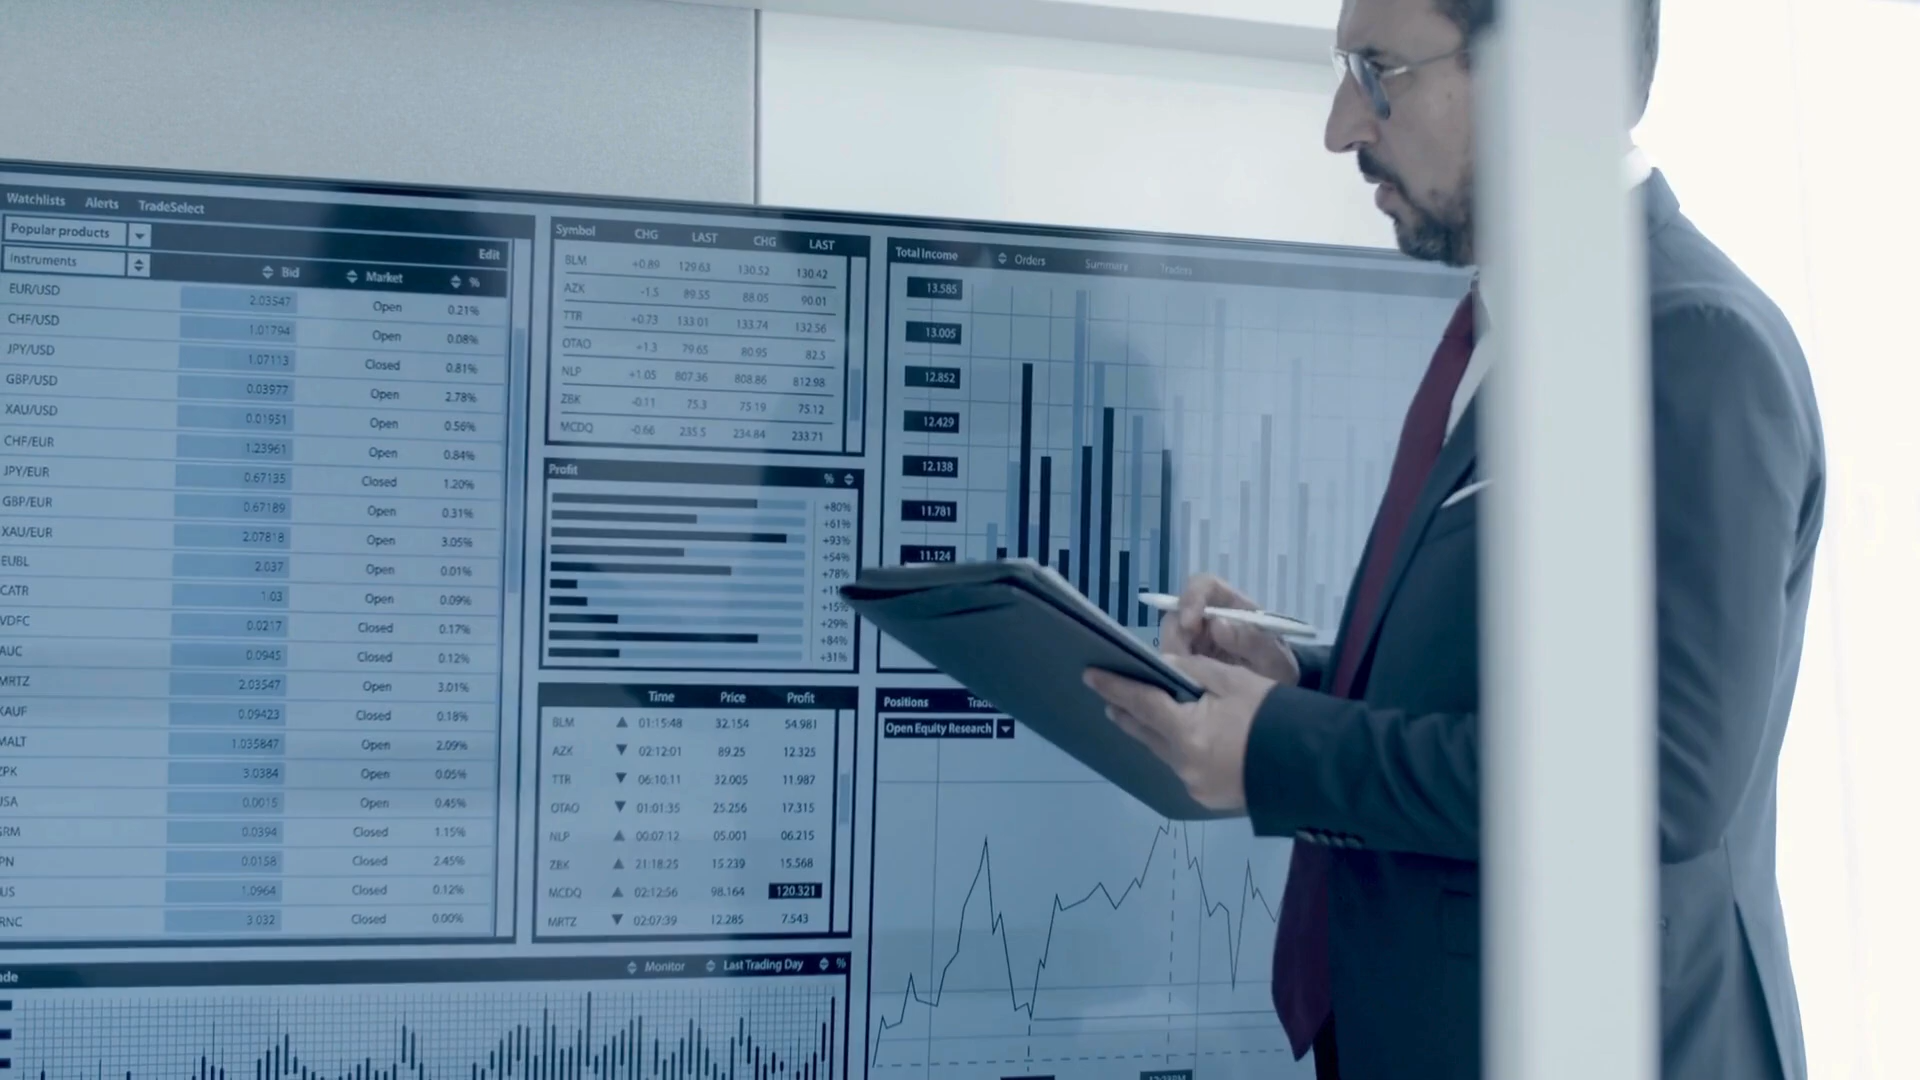 Watchlists Alerts TradeSelect
Popular products
Edit
Instruments Bid Market %
EUR/USD 2.03547 Open 0.21%
CHF/USD 1.01794 Open 0.08%
JPY/USD 1.07113 Closed 0.81%
GBP/USD 0.03977 Open 2.78%
XAU/USD 0.01951 Open 0.56%
CHF/EUR 1.23961 Open 0.84%
JPY/EUR 0.67135 Closed 1.20%
GBP/EUR 0.67189 Open 0.31%
XAU/EUR 2.07818 Open 3.05%
EUBL 2.037 Open 0.01%
CATR 1.03 Open 0.09%
VDFC 0.0217 Closed 0.17%
AUC 0.0945 Closed 0.12%
MRTZ 2.03547 Open 3.01%
KAUF 0.09423 Closed 0.18%
MALT 1.035847 Open 2.09%
ZPK 3.0384 Open 0.05%
USA 0.0015 Open 0.45%
0.0394 Closed 1.15%
0.0158 Closed 2.45%
1.0964 Closed 0.12%
3.032 Closed 0.00%
Symbol CHG LAST CHG LAST
BLM +0.89 129.63 130.52 130.42
AZK -1.5 89.55 88.05 90.01
TTR +0.73 133.01 133.74 132.56
OTAO +1.3 79.65 80.95 82.5
NLP +1.05 807.36 808.86 812.98
ZBK -0.11 75.3 75.19 75.12
MCDQ -0.66 235.5 234.84 233.71
Profit %
+80%
+61%
+93%
+54%
+78%
+15%
+29%
+84%
+31%
Time Price Profit
BLM ▲ 01:15:48 32.154 54.981
AZK ▼ 02:12:01 89.25 12.325
TTR ▼ 06:10.11 32.005 11.987
OTAO ▼ 01:01:35 25.256 17.315
NLP ▲ 00:07:12 05.001 06.215
ZBK ▲ 21:18:25 15.239 15.568
MCDQ ▲ 02:12:56 98.164 120.321
MRTZ ▼ 02:07:39 12.285 7.543
Monitor Last Trading Day %
Total Income Orders Summary Traders
13.585
13.005
12.852
12.429
12.138
11.781
11.124
Positions
Open Equity Research